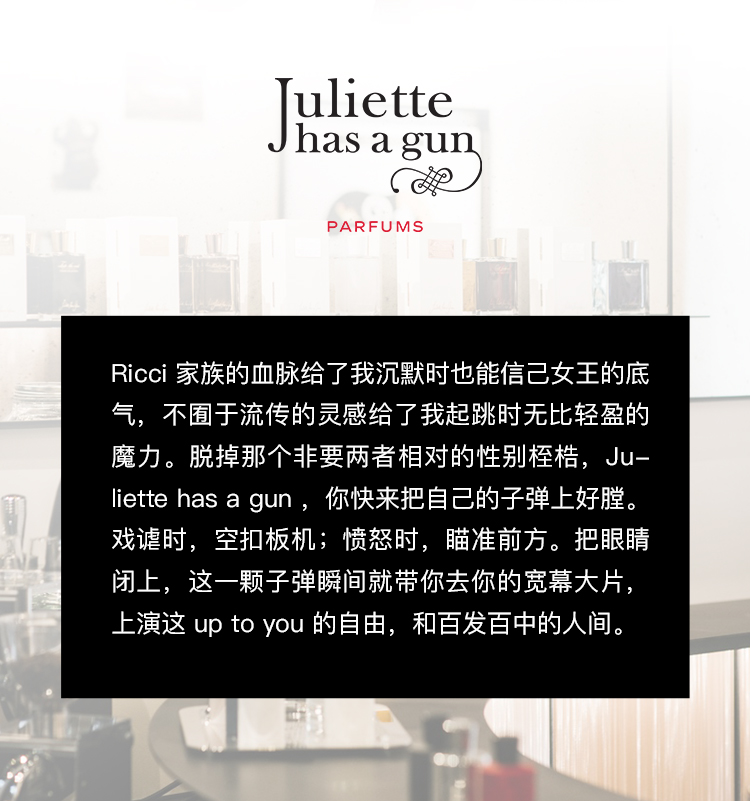 Juliette
has a gun
PARFUMS
Ricci 家族的血脉给了我沉默时也能信己女王的底
气，不囿于流传的灵感给了我起跳时无比轻盈的
魔力。脱掉那个非要两者相对的性别桎梏，Ju-
liette has a gun ，你快来把自己的子弹上好膛。
戏谑时，空扣板机；愤怒时，瞄准前方。把眼睛
闭上，这一颗子弹瞬间就带你去你的宽幕大片，
上演这 up to you 的自由，和百发百中的人间。